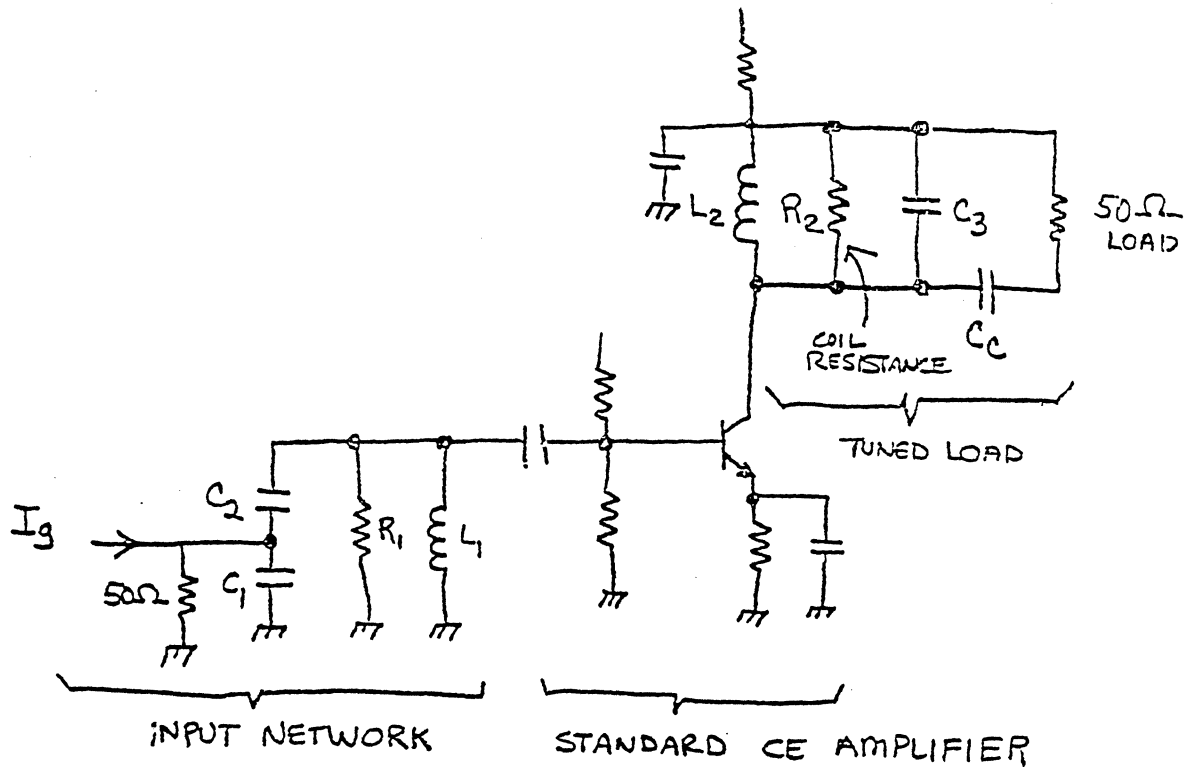 L2
R2
C3
50Ω
LOAD
COIL
RESISTANCE
CC
TUNED LOAD
Ig
C2
C1
50Ω
R1
L1
INPUT NETWORK
STANDARD CE AMPLIFIER